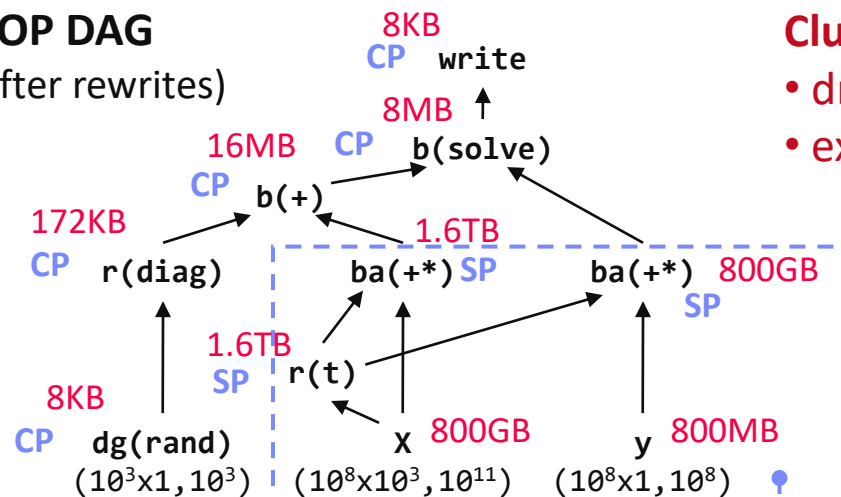 OP DAG
fter rewrites)
8KB
CP write
8MB
CP b(solve)
16MB
CP b(+)
172KB
CP r(diag)
1.6TB
ba(+*) SP
ba(+*) 800GB
SP
1.6TB
SP r(t)
8KB
CP dg(rand)
(10³x1,10³)
X 800GB
(10⁸x10³,10¹¹)
y 800MB
(10⁸x1,10⁸)
Clu
• dr
• ex